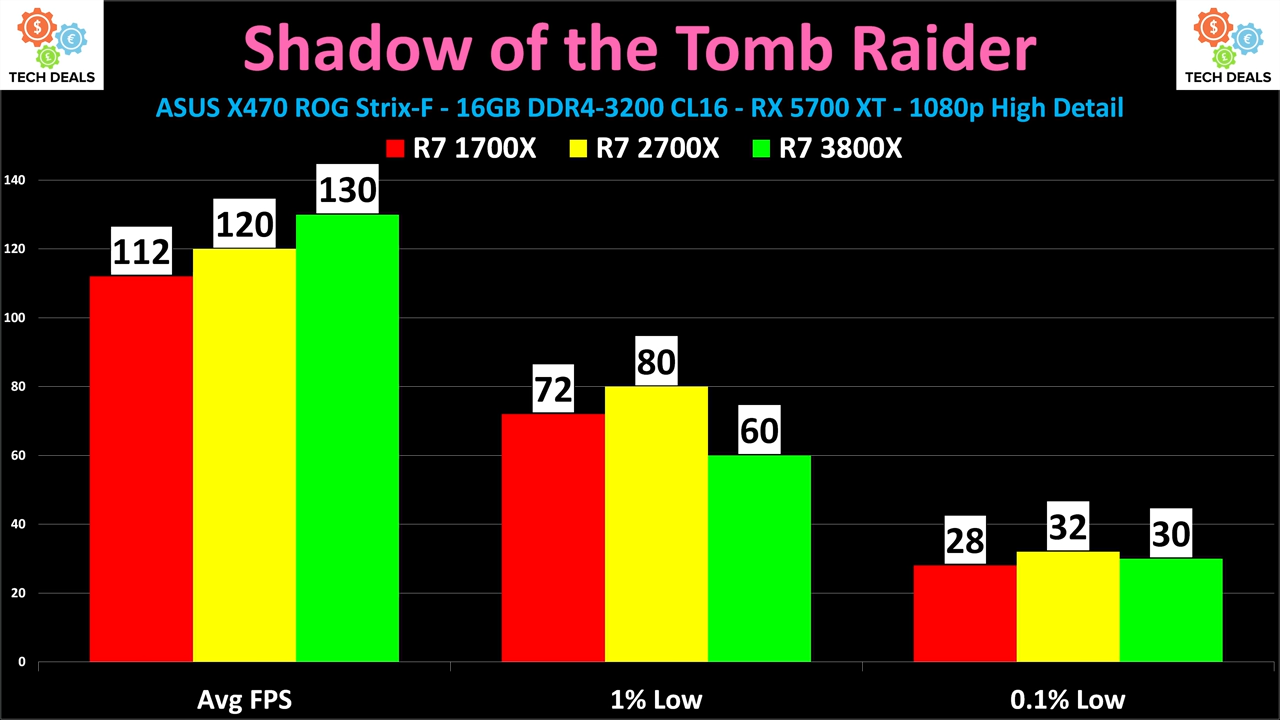 TECH DEALS
Shadow of the Tomb Raider
TECH DEALS
ASUS X470 ROG Strix-F - 16GB DDR4-3200 CL16 - RX 5700 XT - 1080p High Detail
R7 1700X R7 2700X R7 3800X
140
120
100
80
60
40
20
0
112 120 130
72 80 60
28 32 30
Avg FPS 1% Low 0.1% Low